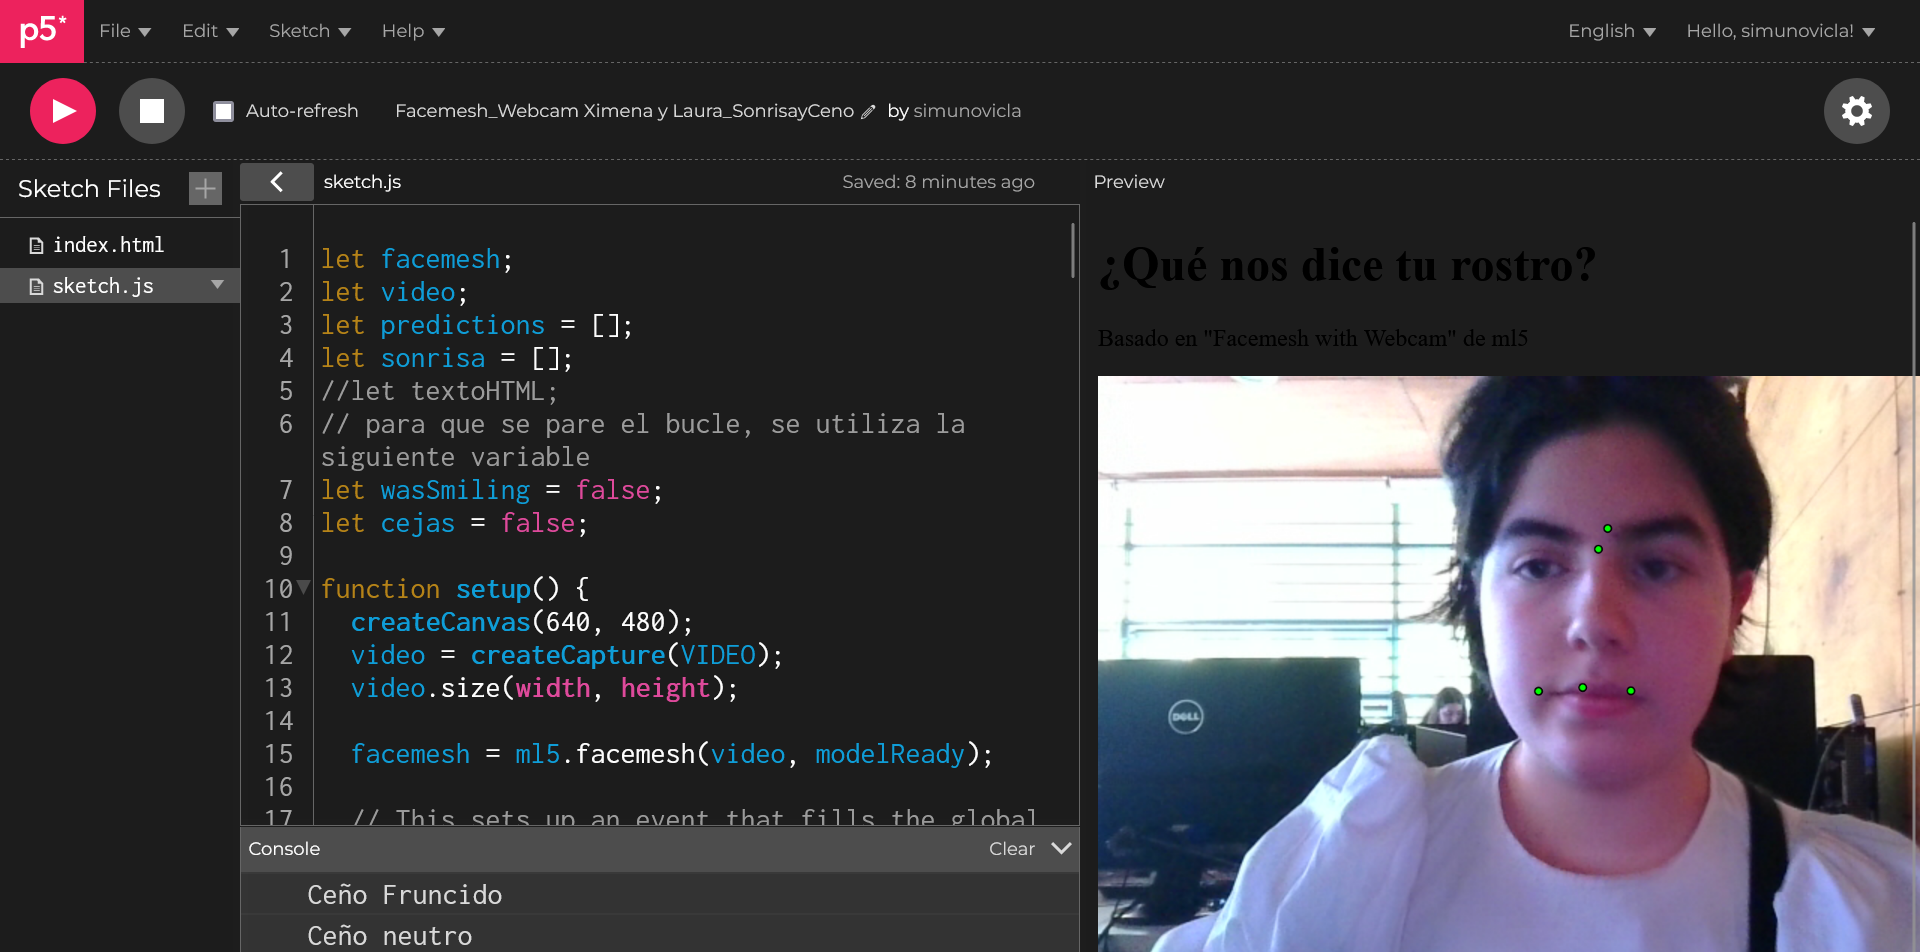 p5*
File Edit Sketch Help English Hello, simunovicla!
Auto-refresh Facemesh_Webcam Ximena y Laura_SonrisayCeno by simunovicla
Sketch Files
index.html
sketch.js
sketch.js Saved: 8 minutes ago
1 let facemesh;
2 let video;
3 let predictions = [];
4 let sonrisa = [];
5 //let textoHTML;
6 // para que se pare el bucle, se utiliza la
siguiente variable
7 let wasSmiling = false;
8 let cejas = false;
9
10 function setup() {
11 createCanvas(640, 480);
12 video = createCapture(VIDEO);
13 video.size(width, height);
14
15 facemesh = ml5.facemesh(video, modelReady);
16
17 // This sets up an event that fills the global
Console Clear
Ceño Fruncido
Ceño neutro
Preview
¿Qué nos dice tu rostro?
Basado en "Facemesh with Webcam" de ml5
DELL